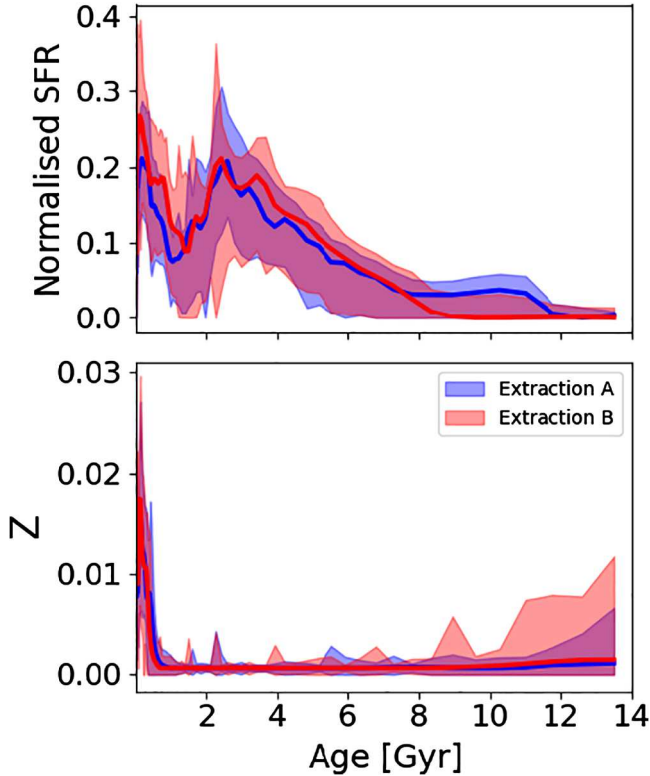 Normalised SFR
0.4
0.3
0.2
0.1
0.0
Z
0.03
0.02
0.01
0.00
Extraction A
Extraction B
2 4 6 8 10 12 14
Age [Gyr]